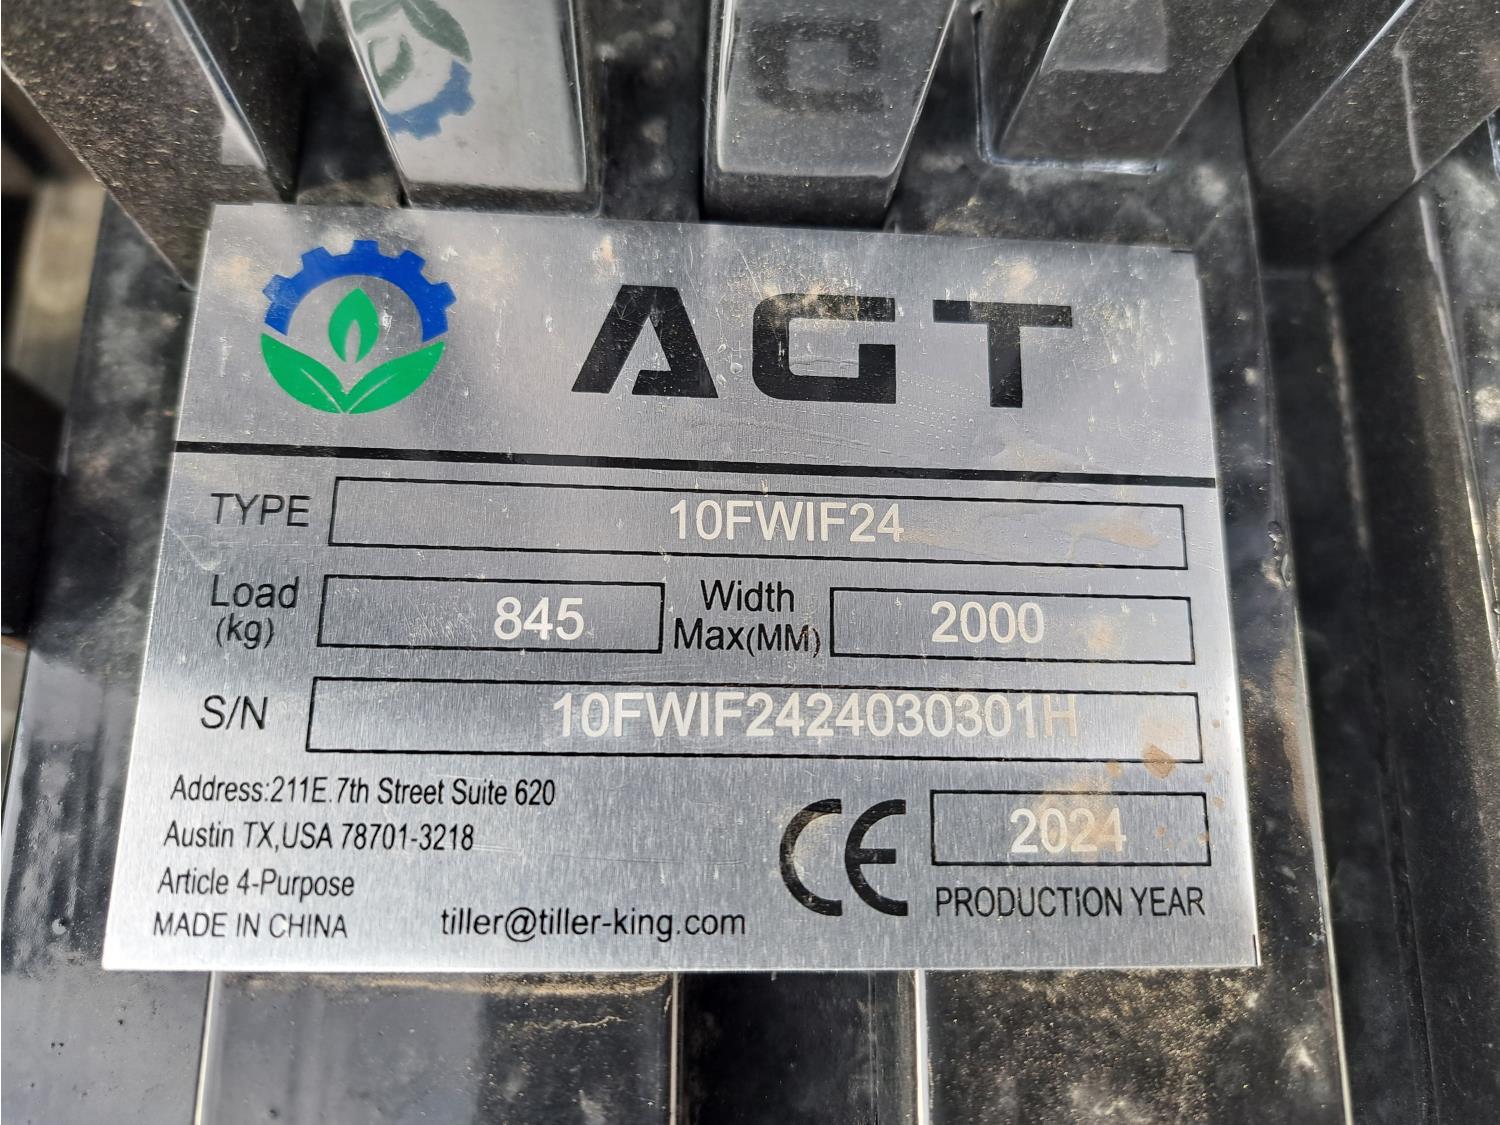 AGT
TYPE 10FWIF24
Load (kg) 845 Width Max(MM) 2000
S/N 10FWIF2424030301H
Address:211E.7th Street Suite 620
Austin TX,USA 78701-3218
Article 4-Purpose
MADE IN CHINA
tiller@tiller-king.com
CE
2024
PRODUCTION YEAR